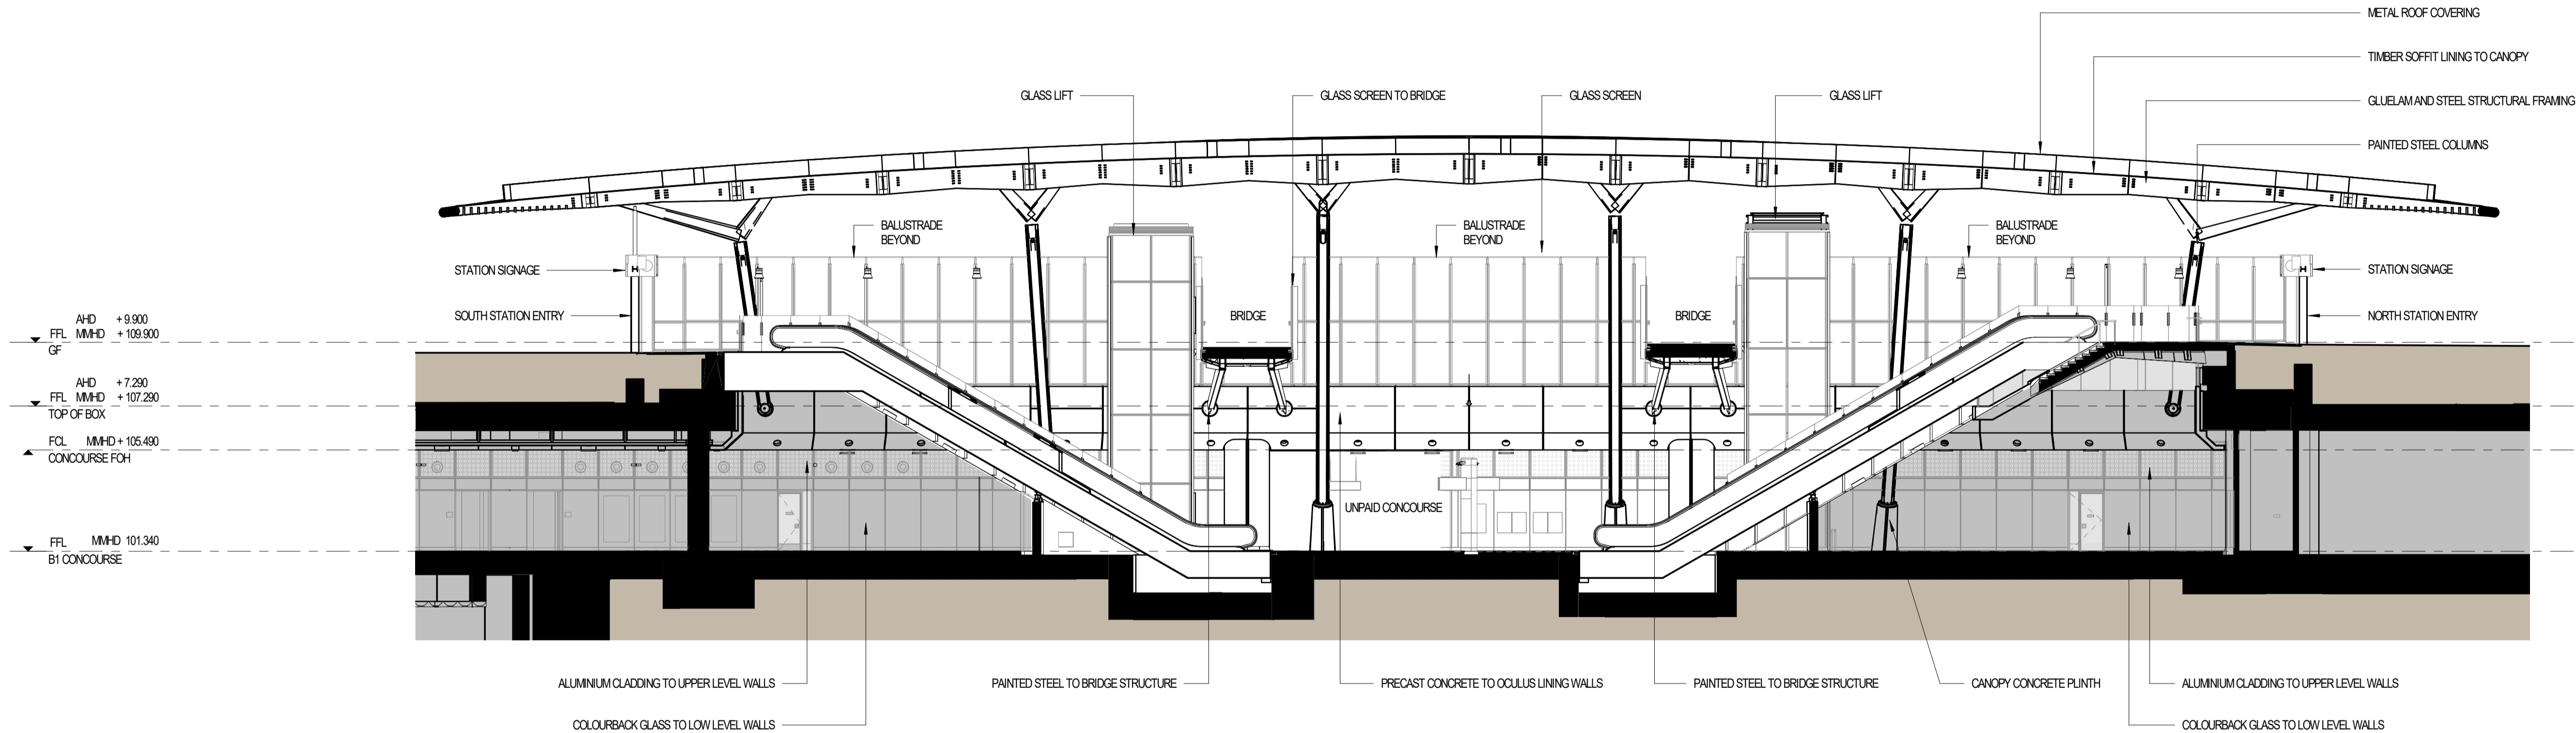 METAL ROOF COVERING
TIMBER SOFFIT LINING TO CANOPY
GLASS LIFT
GLASS SCREEN TO BRIDGE
GLASS SCREEN
GLASS LIFT
GLUELAM AND STEEL STRUCTURAL FRAMING
PAINTED STEEL COLUMNS
BALUSTRADE
BEYOND
BALUSTRADE
BEYOND
BALUSTRADE
BEYOND
STATION SIGNAGE
H
H
STATION SIGNAGE
SOUTH STATION ENTRY
BRIDGE
BRIDGE
NORTH STATION ENTRY
AHD + 9.900
FFL MMHD + 109.900
GF
AHD + 7.290
FFL MMHD + 107.290
TOP OF BOX
FCL MMHD + 105.490
CONCOURSE FOH
UNPAID CONCOURSE
FFL MMHD 101.340
B1 CONCOURSE
ALUMINIUM CLADDING TO UPPER LEVEL WALLS
PAINTED STEEL TO BRIDGE STRUCTURE
PRECAST CONCRETE TO OCULUS LINING WALLS
PAINTED STEEL TO BRIDGE STRUCTURE
CANOPY CONCRETE PLINTH
ALUMINIUM CLADDING TO UPPER LEVEL WALLS
COLOURBACK GLASS TO LOW LEVEL WALLS
COLOURBACK GLASS TO LOW LEVEL WALLS